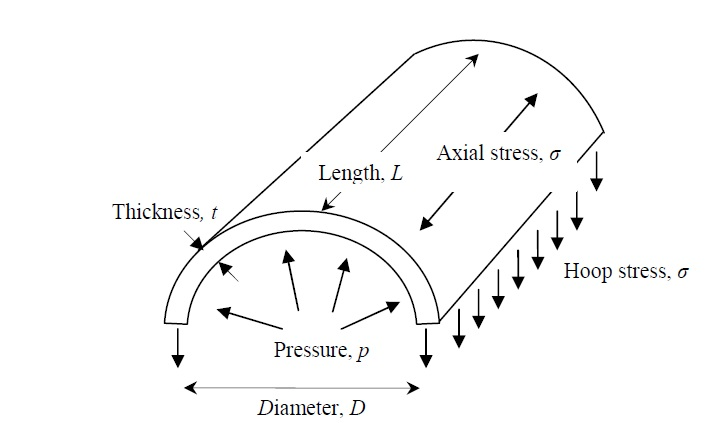 Axial stress, σ
Length, L
Thickness, t
Hoop stress, σ
Pressure, p
Diameter, D